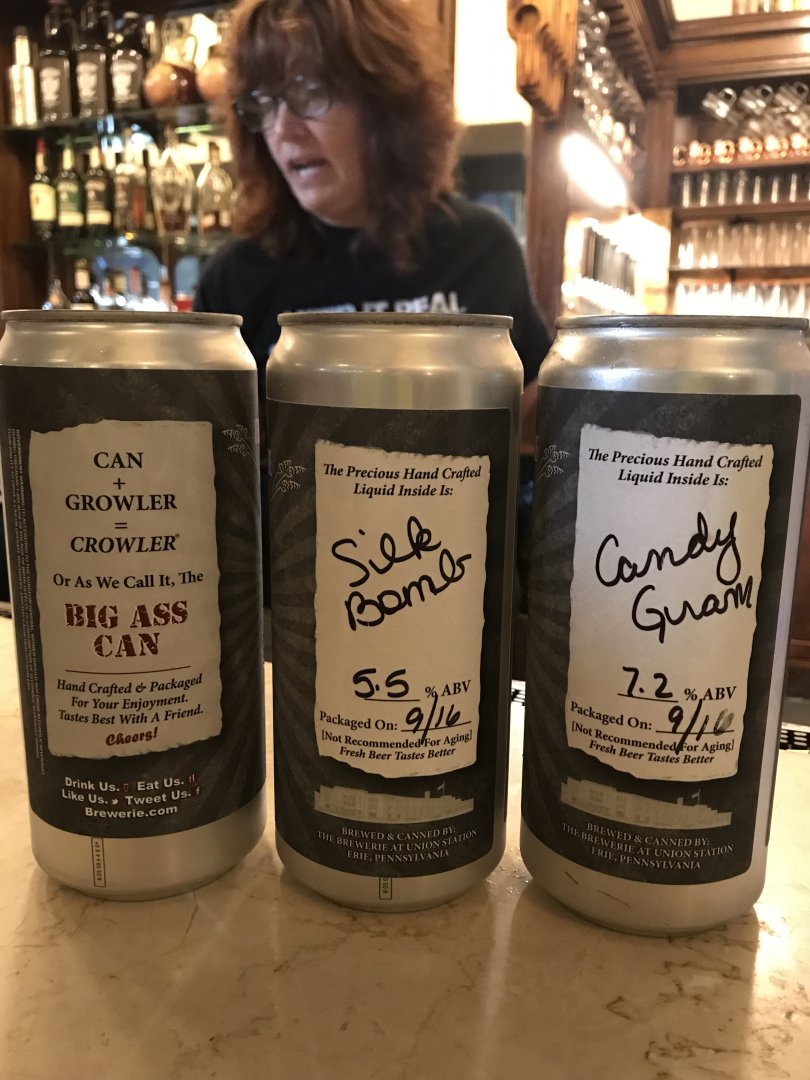 CAN
+
GROWLER
=
CROWLER®
Or As We Call It, The
BIG ASS
CAN
Hand Crafted & Packaged
For Your Enjoyment.
Tastes Best With A Friend.
Cheers!
Drink Us. Eat Us.
Like Us. Tweet Us.
Brewerie.com
The Precious Hand Crafted
Liquid Inside Is:
Silk
Bomb
5.5 % ABV
Packaged On: 9/16
[Not Recommended For Aging]
Fresh Beer Tastes Better
BREWED & CANNED BY:
THE BREWERIE AT UNION STATION
ERIE, PENNSYLVANIA
The Precious Hand Crafted
Liquid Inside Is:
Candy
Gram
7.2 % ABV
Packaged On: 9/16
[Not Recommended For Aging]
Fresh Beer Tastes Better
BREWED & CANNED BY:
THE BREWERIE AT UNION STATION
ERIE, PENNSYLVANIA
IT REAL